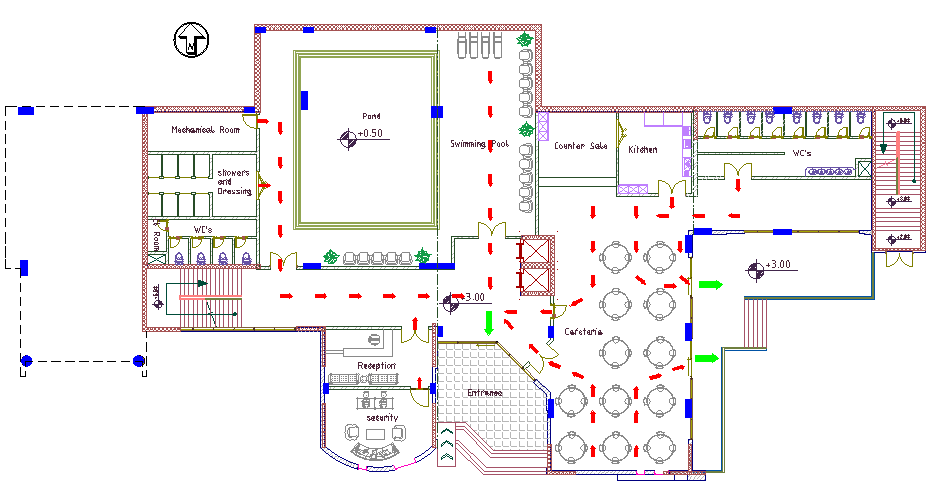 N
Mechanical Room
Pond
+0.50
Swimming Pool
Counter Sale
Kitchen
WC's
showers
and
Dressing
WC's
Room
+3.00
+3.00
Cafeteria
Reception
Entrance
security